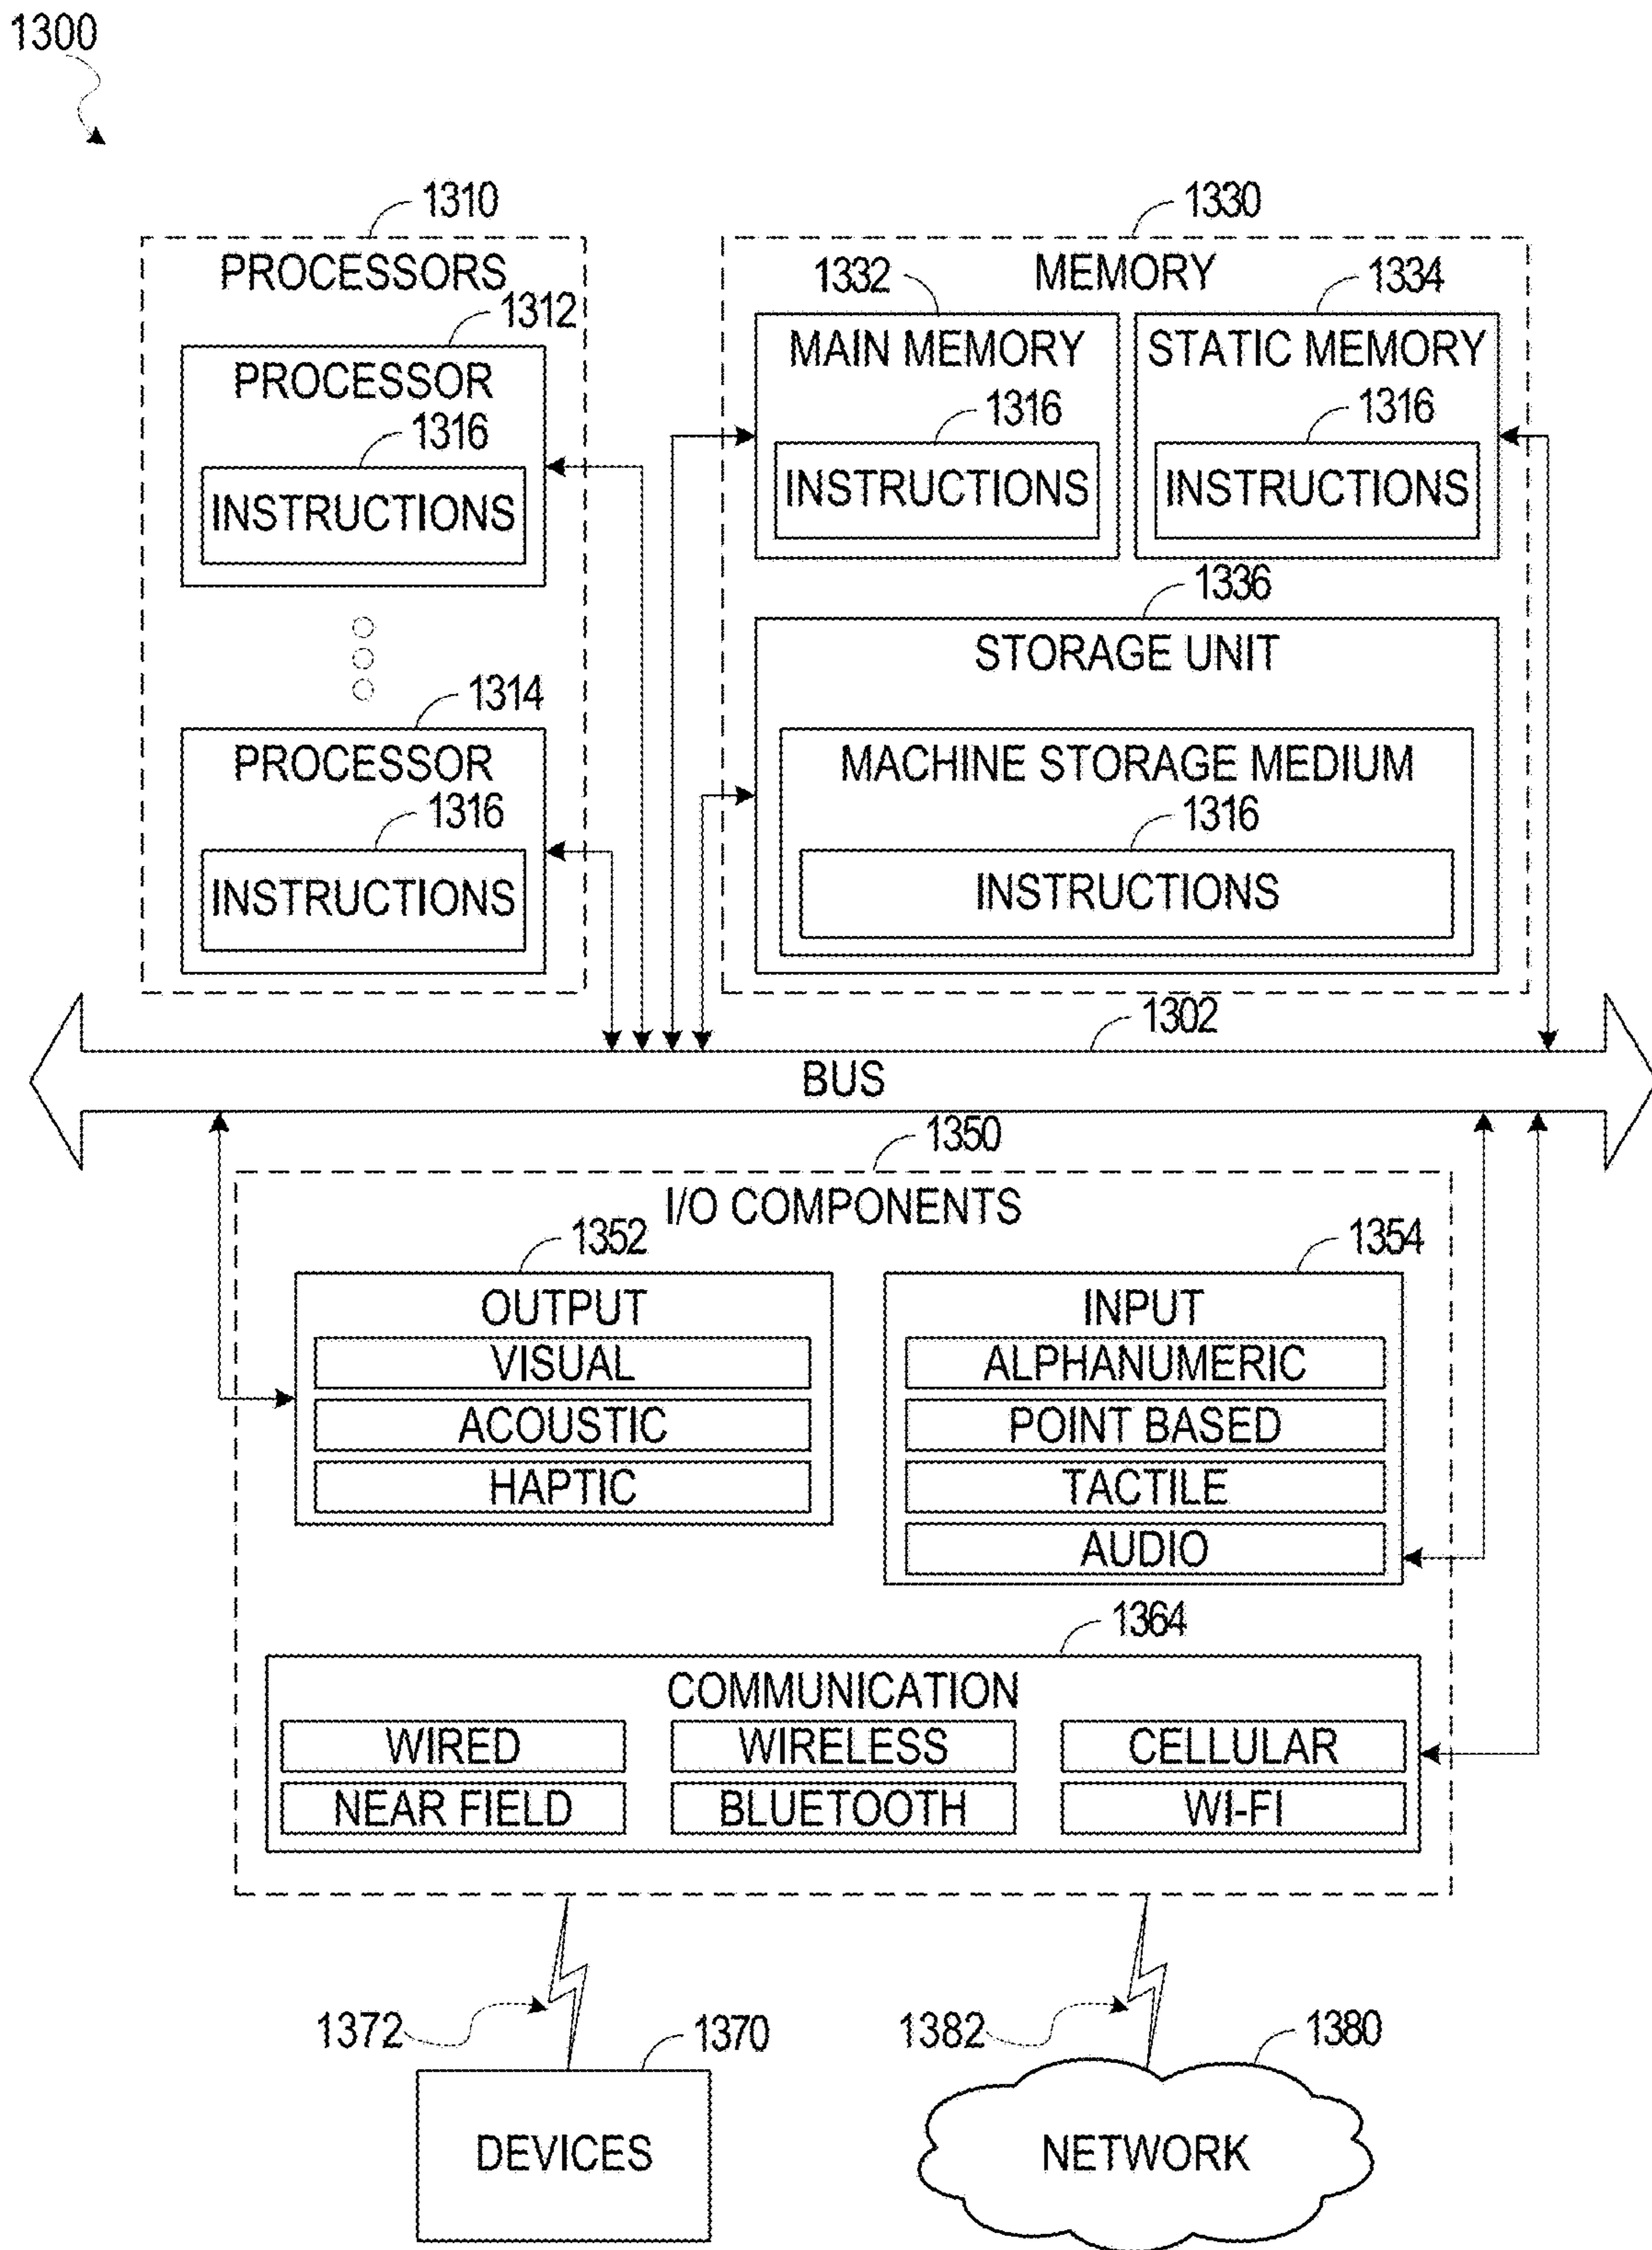 1300
1310
1330
PROCESSORS
MEMORY
1312
1332
1334
PROCESSOR
MAIN MEMORY
STATIC MEMORY
1316
1316
1316
INSTRUCTIONS
INSTRUCTIONS
INSTRUCTIONS
1336
STORAGE UNIT
1314
PROCESSOR
MACHINE STORAGE MEDIUM
1316
1316
INSTRUCTIONS
INSTRUCTIONS
1302
BUS
1350
I/O COMPONENTS
1352
1354
OUTPUT
INPUT
VISUAL
ALPHANUMERIC
ACOUSTIC
POINT BASED
HAPTIC
TACTILE
AUDIO
1364
COMMUNICATION
WIRED
WIRELESS
CELLULAR
NEAR FIELD
BLUETOOTH
WI-FI
1372
1370
1382
1380
DEVICES
NETWORK